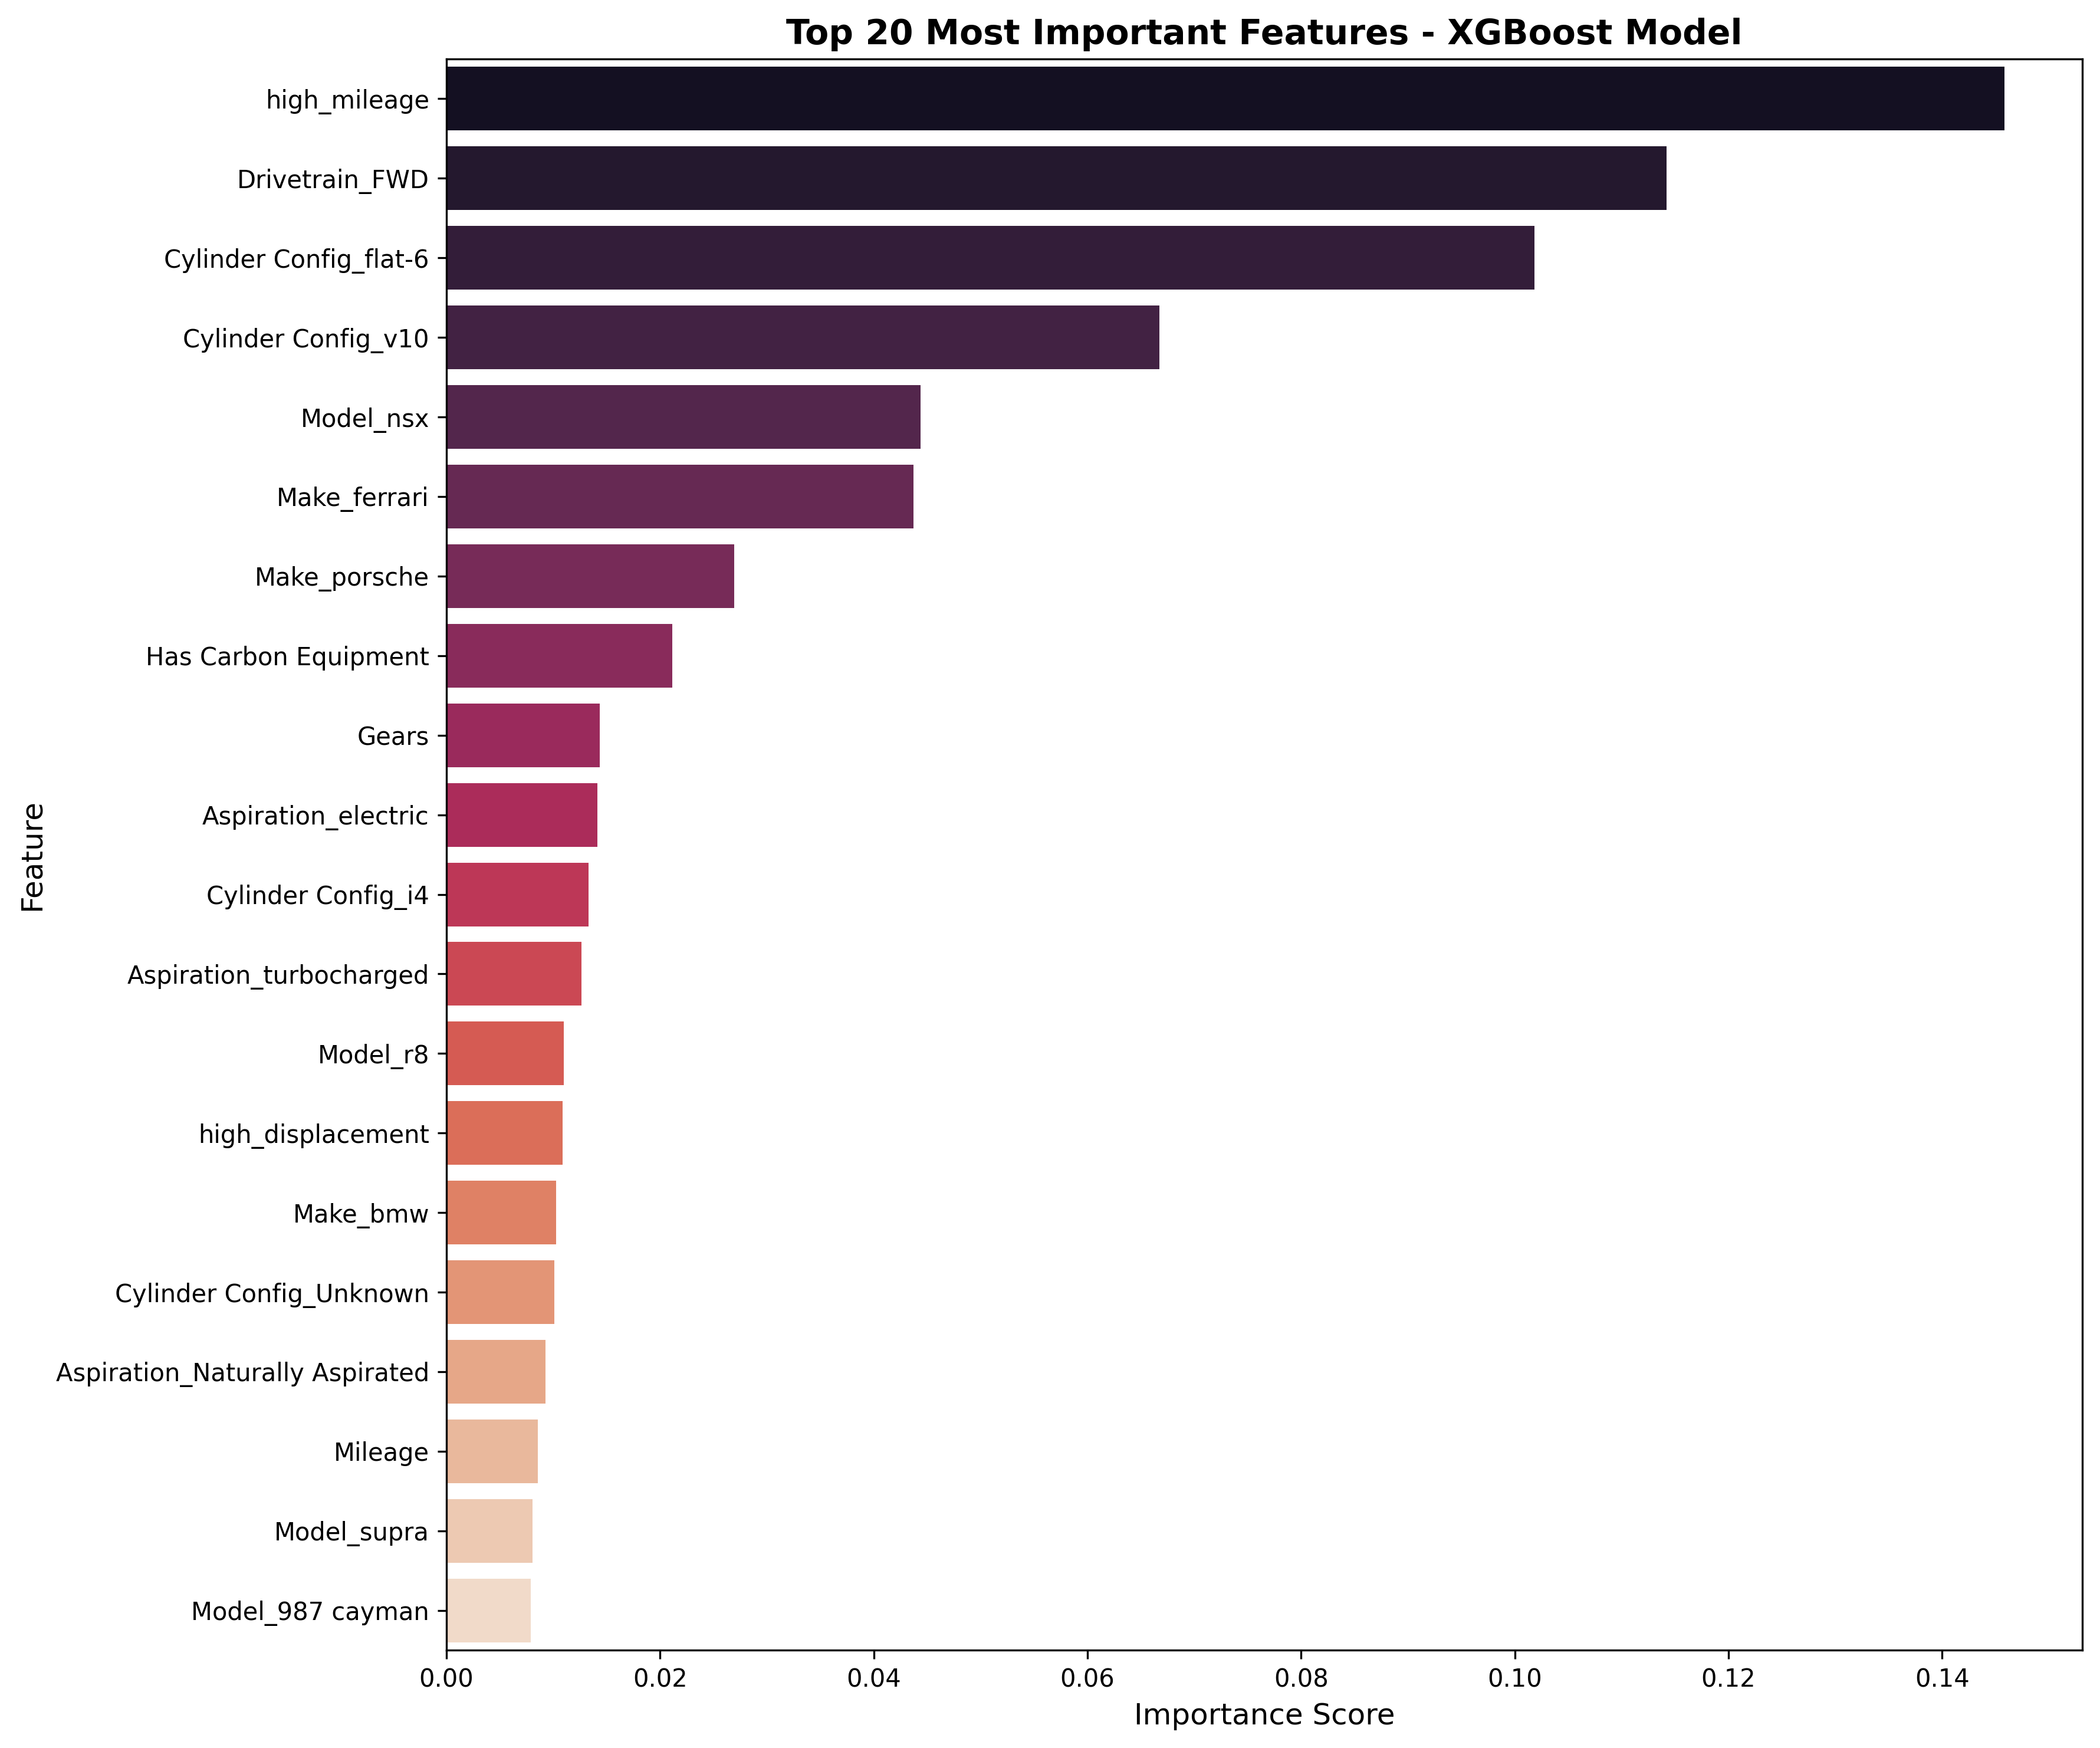 Top 20 Most Important Features - XGBoost Model
high_mileage
Drivetrain_FWD
Cylinder Config_flat-6
Cylinder Config_v10
Model_nsx
Make_ferrari
Make_porsche
Has Carbon Equipment
Gears
Aspiration_electric
Cylinder Config_i4
Aspiration_turbocharged
Model_r8
high_displacement
Make_bmw
Cylinder Config_Unknown
Aspiration_Naturally Aspirated
Mileage
Model_supra
Model_987 cayman
Feature
0.00 0.02 0.04 0.06 0.08 0.10 0.12 0.14
Importance Score